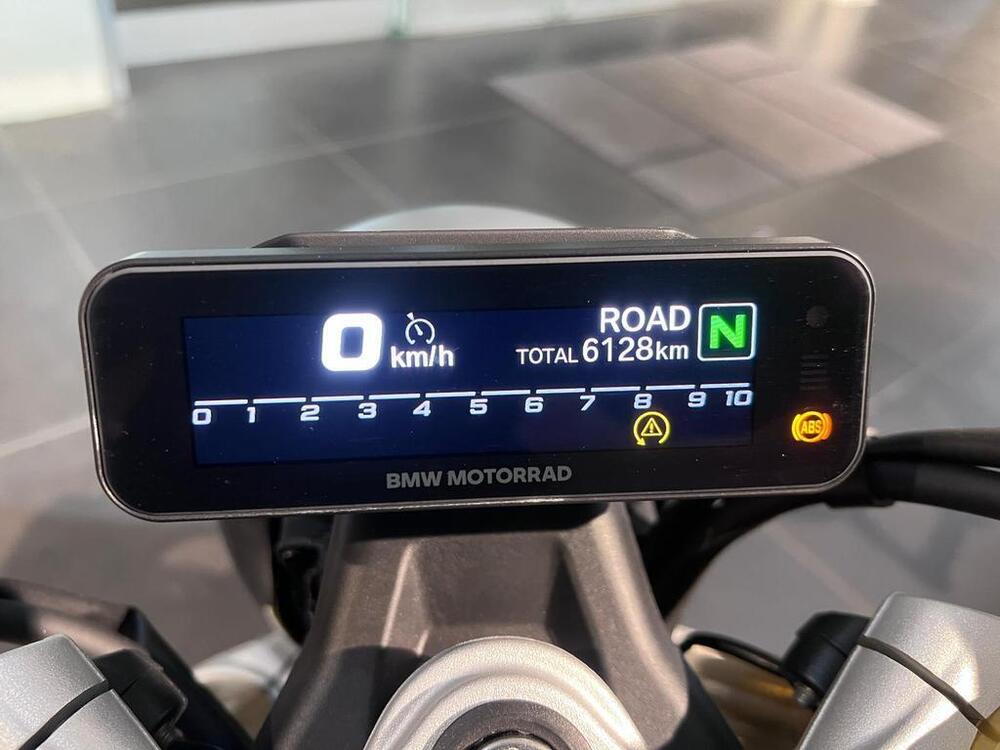 0 km/h
ROAD N
TOTAL 6128km
0 1 2 3 4 5 6 7 8 9 10
ABS
BMW MOTORRAD